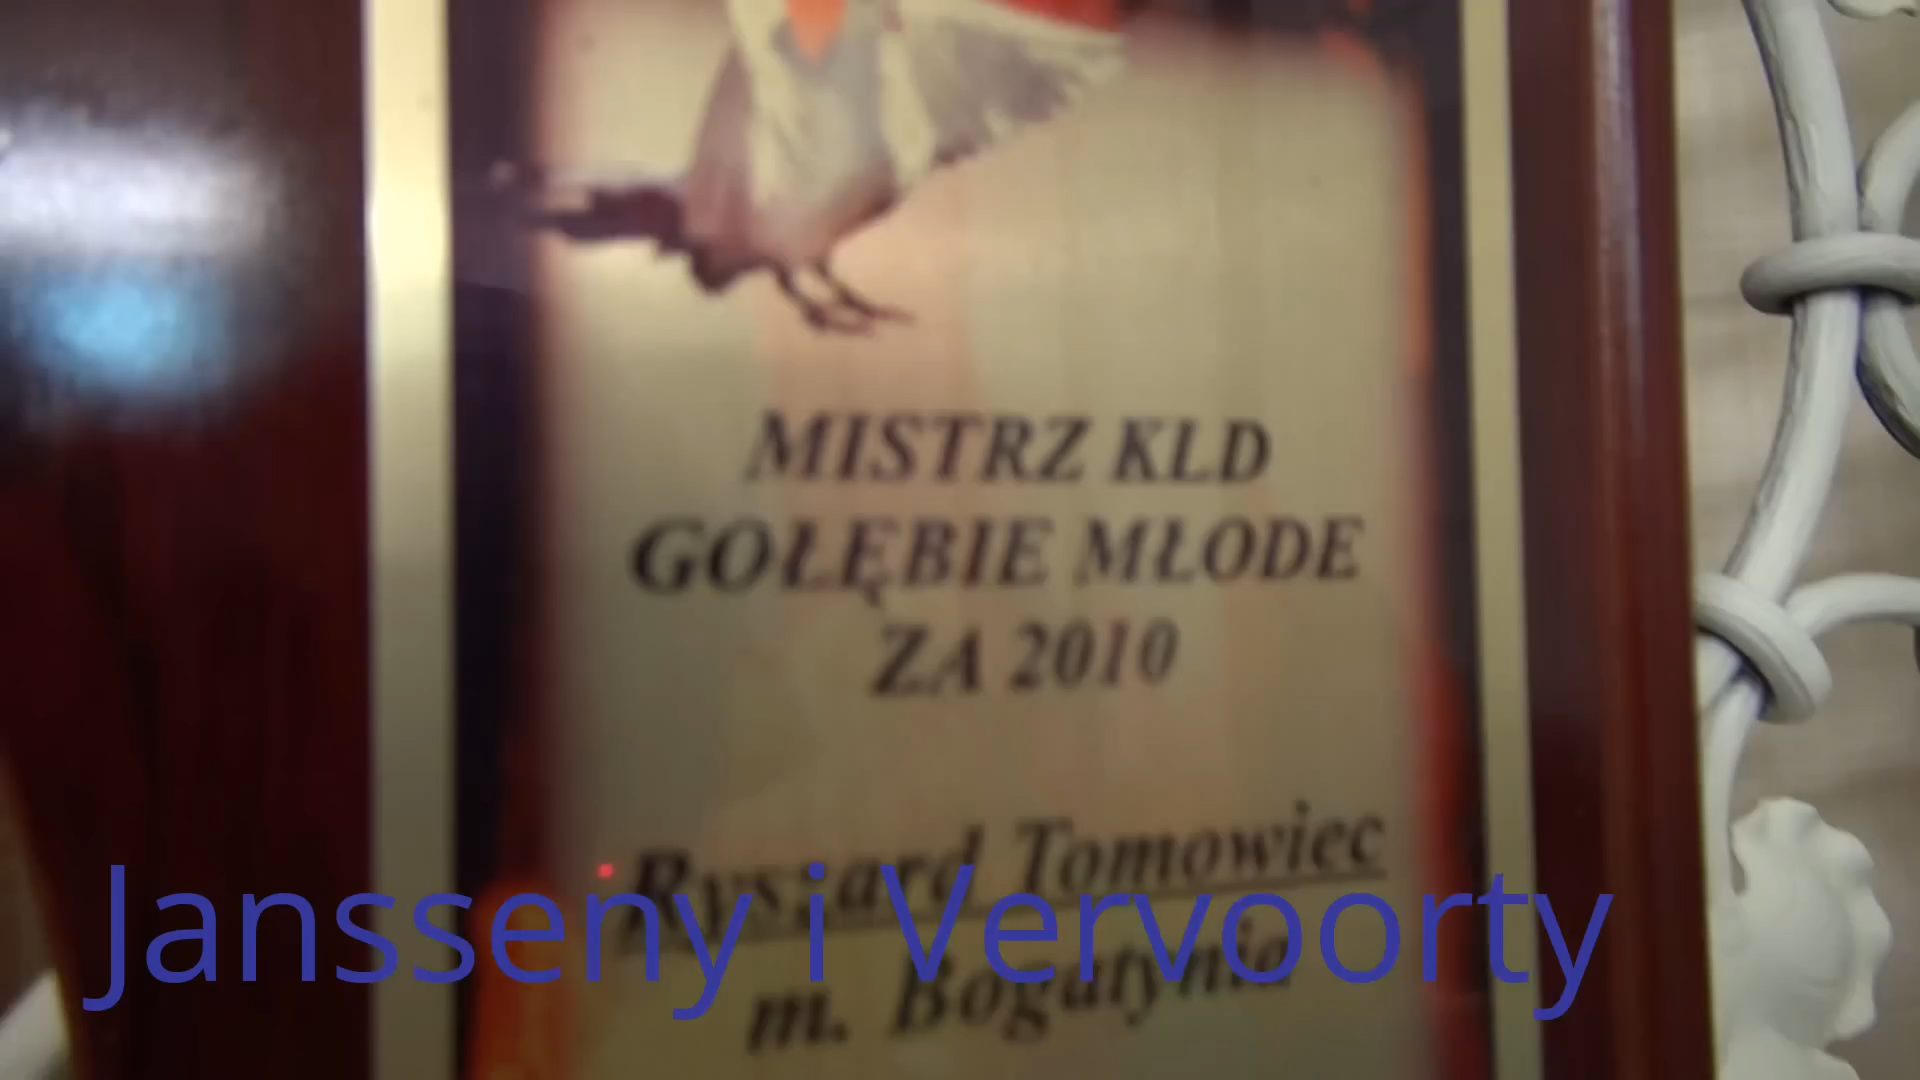 MISTRZ KLD
GOŁĘBIE MŁODE
ZA 2010
Ryszard Tomowiec
Jansseny i Vervoorty
m. Bogatynia